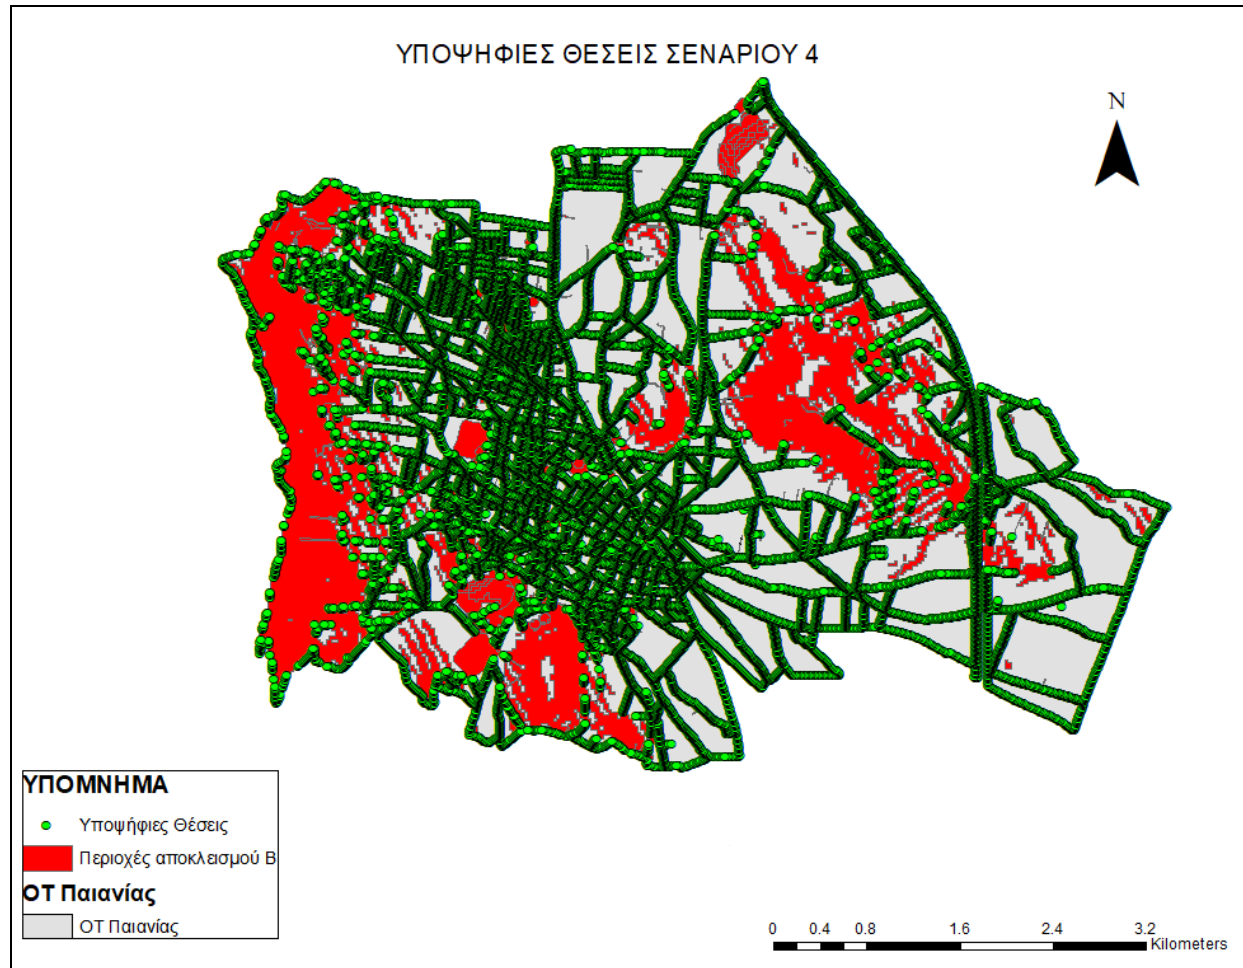 ΥΠΟΨΗΦΙΕΣ ΘΕΣΕΙΣ ΣΕΝΑΡΙΟΥ 4
N
ΥΠΟΜΝΗΜΑ
Υποψήφιες Θέσεις
Περιοχές αποκλεισμού Β
ΟΤ Παιανίας
ΟΤ Παιανίας
0 0.4 0.8 1.6 2.4 3.2
Kilometers